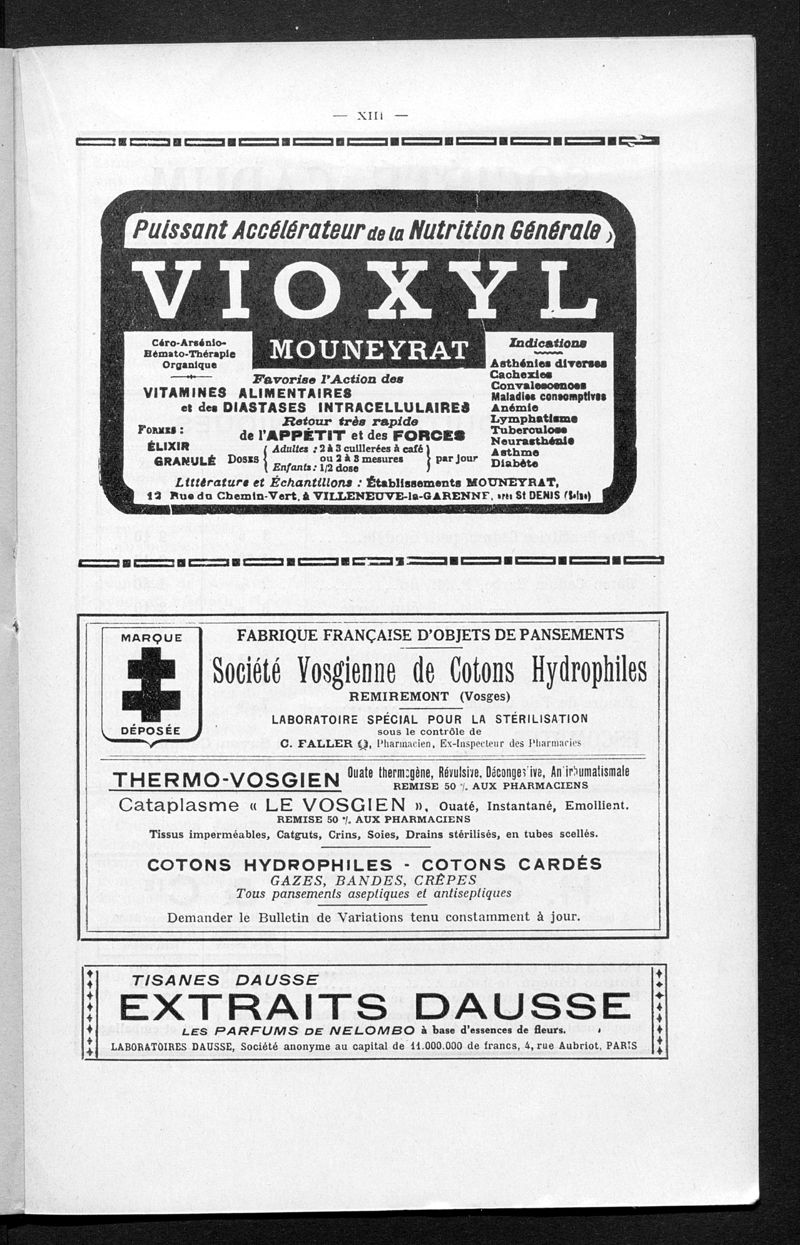 — XIII —
Puissant Accélérateur de la Nutrition Générale
VIOXYL
MOUNEYRAT
Céro-Arsénio-
Hémato-Thérapie
Organique
Favorise l'Action des
VITAMINES ALIMENTAIRES
et des DIASTASES INTRACELLULAIRES
Retour très rapide
de l'APPÉTIT et des FORCES
FORMES :
ÉLIXIR
GRANULÉ
DOSES { Adultes : 2 à 3 cuillerées à café
ou 2 à 3 mesures
Enfants : 1/2 dose } par jour
Indications
Asthénies diverses
Cachexies
Convalescences
Maladies consomptives
Anémie
Lymphatisme
Tuberculose
Neurasthénie
Asthme
Diabète
Littérature et Échantillons : Établissements MOUNEYRAT,
12 Rue du Chemin-Vert, à VILLENEUVE-la-GARENNE, près St DENIS (Seine)
MARQUE
DÉPOSÉE
FABRIQUE FRANÇAISE D'OBJETS DE PANSEMENTS
Société Vosgienne de Cotons Hydrophiles
REMIREMONT (Vosges)
LABORATOIRE SPÉCIAL POUR LA STÉRILISATION
sous le contrôle de
C. FALLER, Pharmacien, Ex-Inspecteur des Pharmacies
THERMO-VOSGIEN Ouate thermogène, Révulsive, Décongestive, Antirhumatismale
REMISE 50 % AUX PHARMACIENS
Cataplasme « LE VOSGIEN », Ouaté, Instantané, Emollient.
REMISE 50 % AUX PHARMACIENS
Tissus imperméables, Catguts, Crins, Soies, Drains stérilisés, en tubes scellés.
COTONS HYDROPHILES - COTONS CARDÉS
GAZES, BANDES, CRÊPES
Tous pansements aseptiques et antiseptiques
Demander le Bulletin de Variations tenu constamment à jour.
TISANES DAUSSE
EXTRAITS DAUSSE
LES PARFUMS DE NELOMBO à base d'essences de fleurs.
LABORATOIRES DAUSSE, Société anonyme au capital de 11.000.000 de francs, 4, rue Aubriot, PARIS